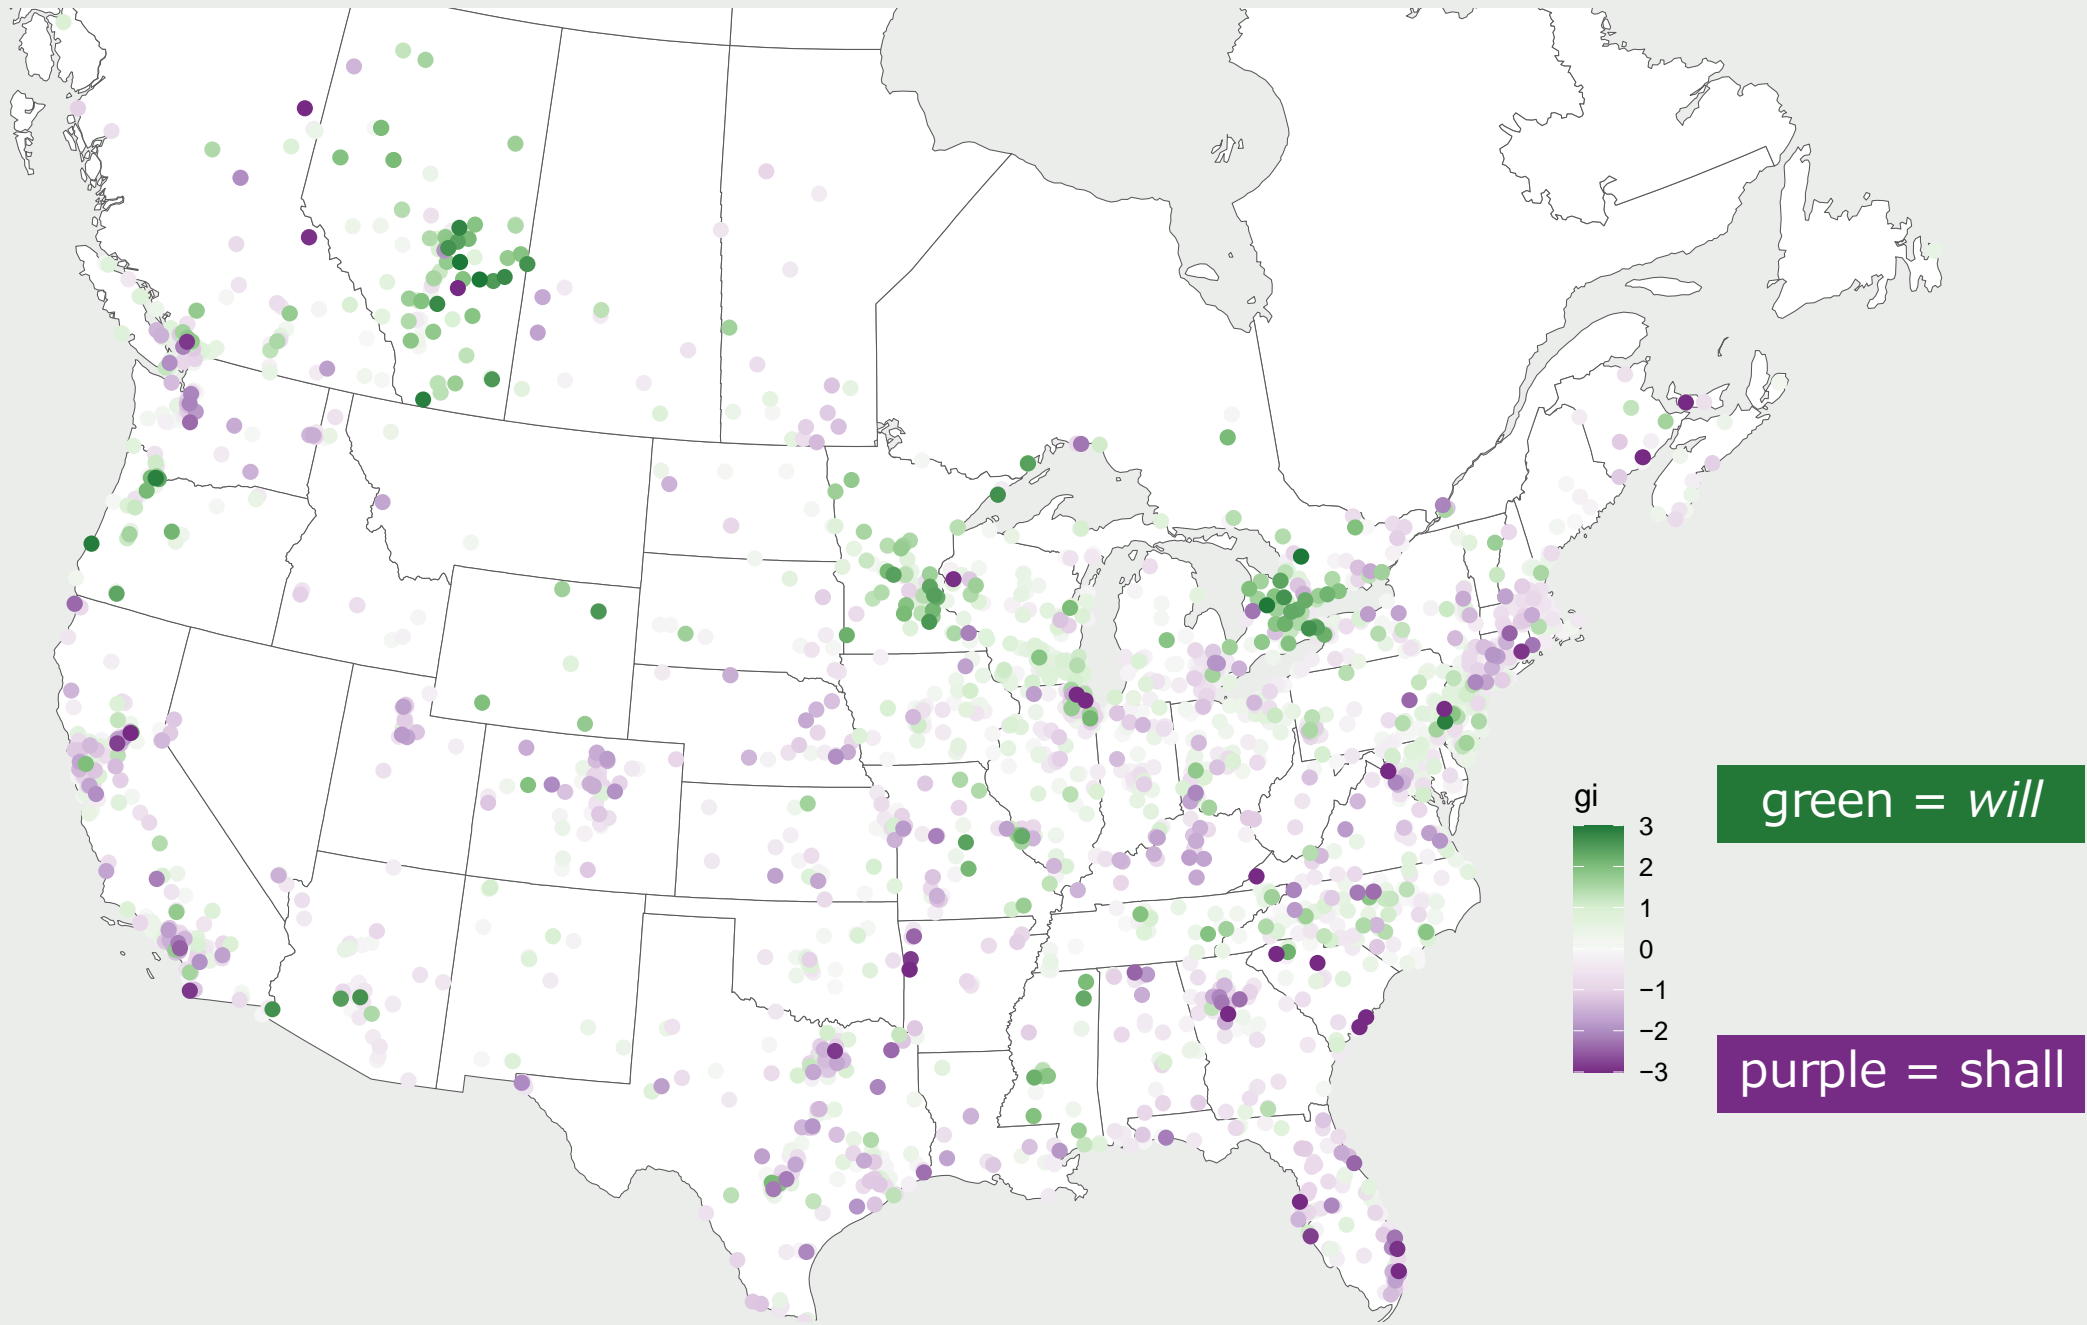 gi
3
2
1
0
−1
−2
−3
green = will
purple = shall